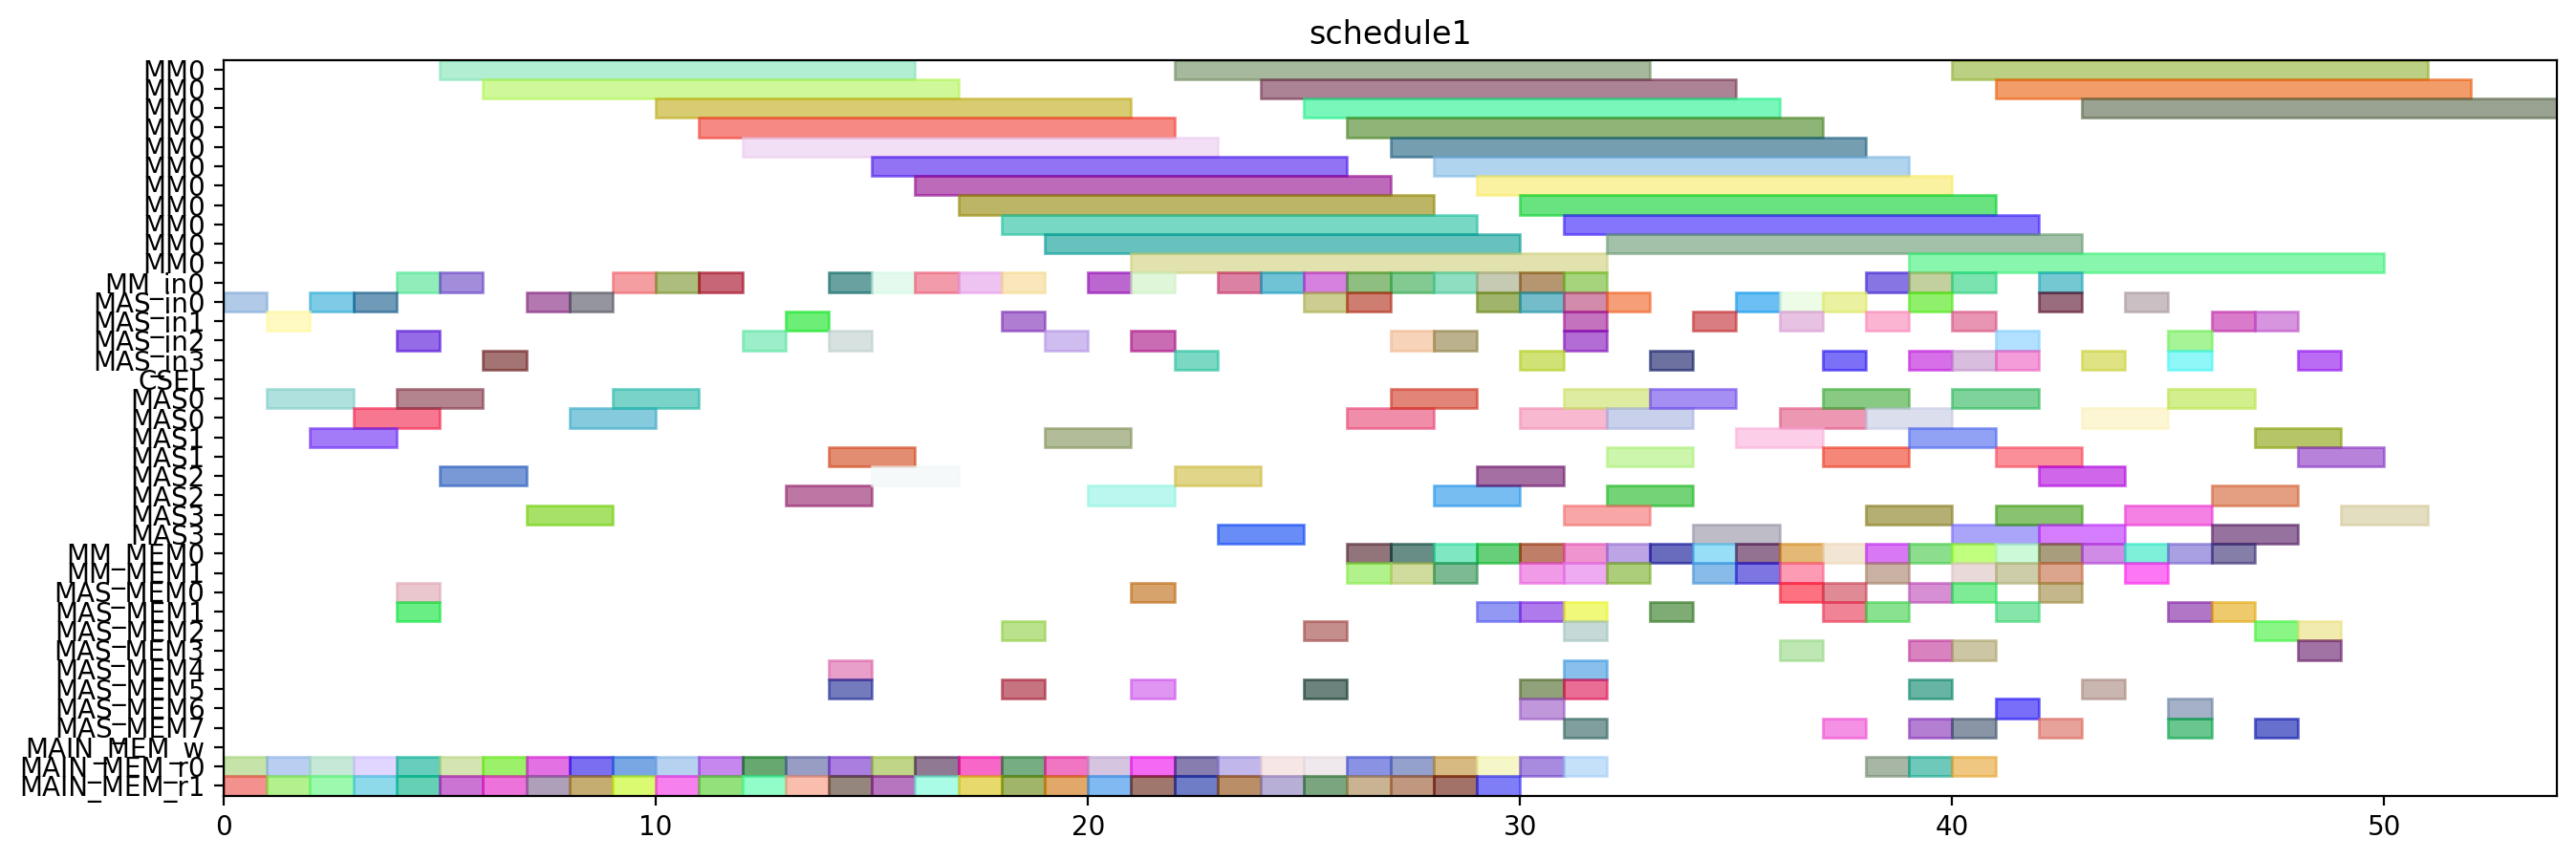 schedule1
MM0
MM0
MM0
MM0
MM0
MM0
MM0
MM0
MM0
MM0
MM0
MM_in0
MAS_in0
MAS_in1
MAS_in2
MAS_in3
CSEL
MAS0
MAS0
MAS1
MAS1
MAS2
MAS2
MAS3
MAS3
MM_MEM0
MM_MEM1
MAS_MEM0
MAS_MEM1
MAS_MEM2
MAS_MEM3
MAS_MEM4
MAS_MEM5
MAS_MEM6
MAS_MEM7
MAIN_MEM_w
MAIN_MEM_r0
MAIN_MEM_r1
0 10 20 30 40 50